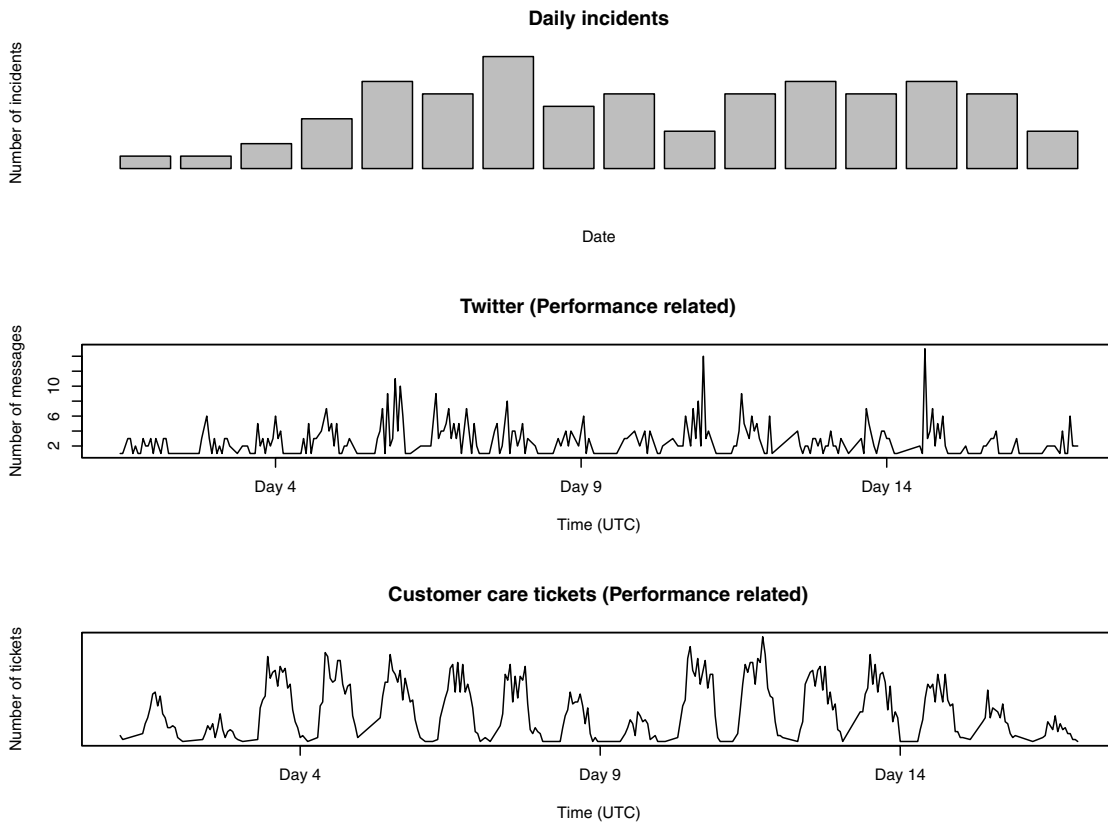 Daily incidents
Number of incidents
Date
Twitter (Performance related)
Number of messages
10
6
2
Day 4
Day 9
Day 14
Time (UTC)
Customer care tickets (Performance related)
Number of tickets
Day 4
Day 9
Day 14
Time (UTC)